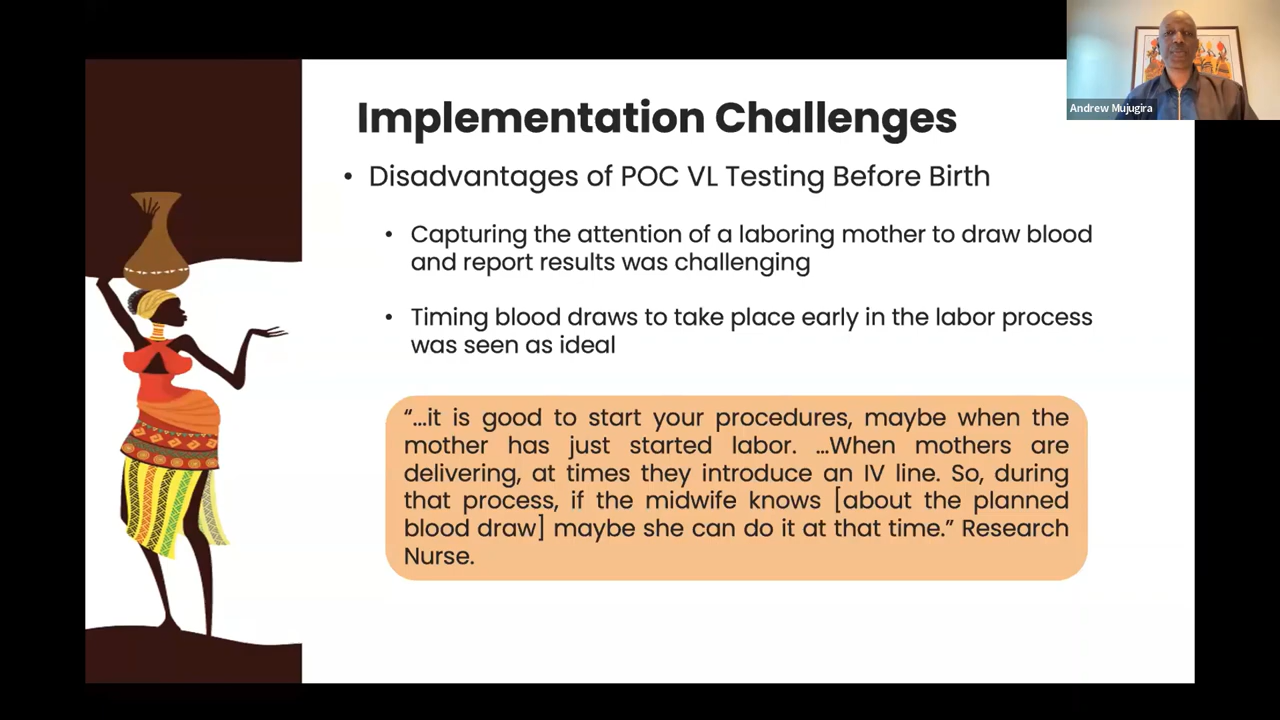 Implementation Challenges
• Disadvantages of POC VL Testing Before Birth
• Capturing the attention of a laboring mother to draw blood
and report results was challenging
• Timing blood draws to take place early in the labor process
was seen as ideal
“...it is good to start your procedures, maybe when the
mother has just started labor. ...When mothers are
delivering, at times they introduce an IV line. So, during
that process, if the midwife knows [about the planned
blood draw] maybe she can do it at that time.” Research
Nurse.
Andrew Mujugira